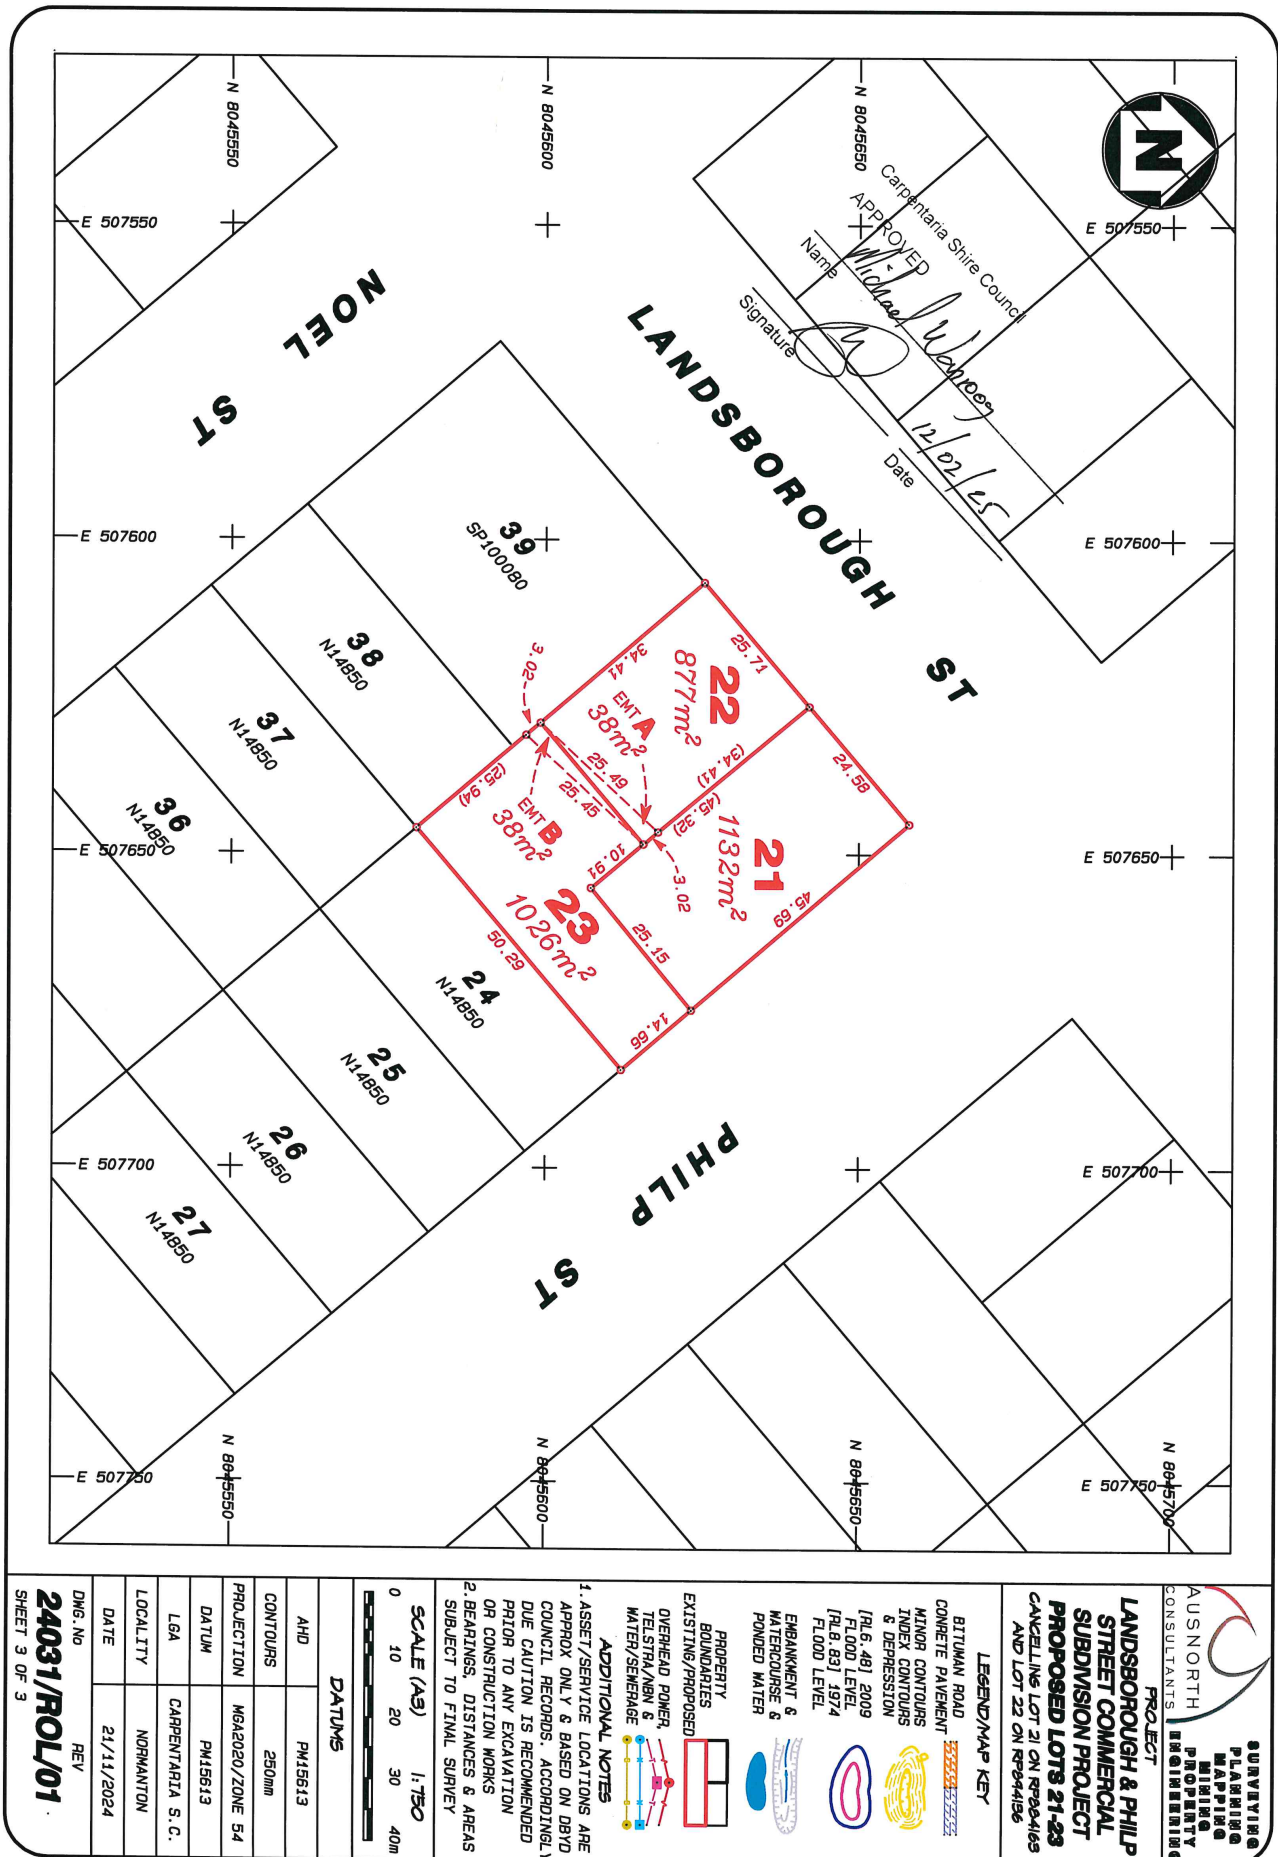 N 8045550
N 8045600
N 8045650
N 8045700
N
E 507550
E 507550
E 507600
E 507600
E 507650
E 507700
E 507700
E 507750
E 507750
N 8045550
N 8045600
N 8045650
Carpentaria Shire Council
APPROVED
Name
Michael Wanrooy
12/02/25
Signature
Date
NOEL ST
LANDSBOROUGH ST
PHILP ST
39
SP100080
38
N14850
37
N14850
36
N14850
24
N14850
25
N14850
26
N14850
27
N14850
22
877m²
21
1132m²
23
1026m²
EMT A
38m²
EMT B
38m²
25.71
24.58
34.41
(34.41)
(45.32)
45.69
3.02
3.02
25.49
25.45
(25.94)
10.91
25.15
50.29
14.66
AUSNORTH
CONSULTANTS
SURVEYING
PLANNING
MAPPING
MINING
PROPERTY
ENGINEERING
PROJECT
LANDSBOROUGH & PHILP
STREET COMMERCIAL
SUBDIVISION PROJECT
PROPOSED LOTS 21-23
CANCELLING LOT 21 ON RP884163
AND LOT 22 ON RP84136
LEGEND/MAP KEY
BITUMAN ROAD
CONRETE PAVEMENT
MINOR CONTOURS
INDEX CONTOURS
& DEPRESSION
[RL6.48] 2009
FLOOD LEVEL
[RL8.83] 1974
FLOOD LEVEL
EMBANKMENT &
WATERCOURSE &
PONDED WATER
PROPERTY
BOUNDARIES
EXISTING/PROPOSED
OVERHEAD POWER,
TELSTRA/NBN &
WATER/SEWERAGE
ADDITIONAL NOTES
1. ASSET/SERVICE LOCATIONS ARE
APPROX ONLY & BASED ON DBYD
COUNCIL RECORDS. ACCORDINGLY
DUE CAUTION IS RECOMMENDED
PRIOR TO ANY EXCAVATION
OR CONSTRUCTION WORKS
2. BEARINGS, DISTANCES & AREAS
SUBJECT TO FINAL SURVEY
SCALE (A3) 1:750
0 10 20 30 40m
DATUMS
AHD PM15613
CONTOURS 250mm
PROJECTION MGA2020/ZONE 54
DATUM PM15613
LGA CARPENTARIA S.C.
LOCALITY NORMANTON
DATE 21/11/2024
DWG.No REV
24031/ROL/01
SHEET 3 OF 3